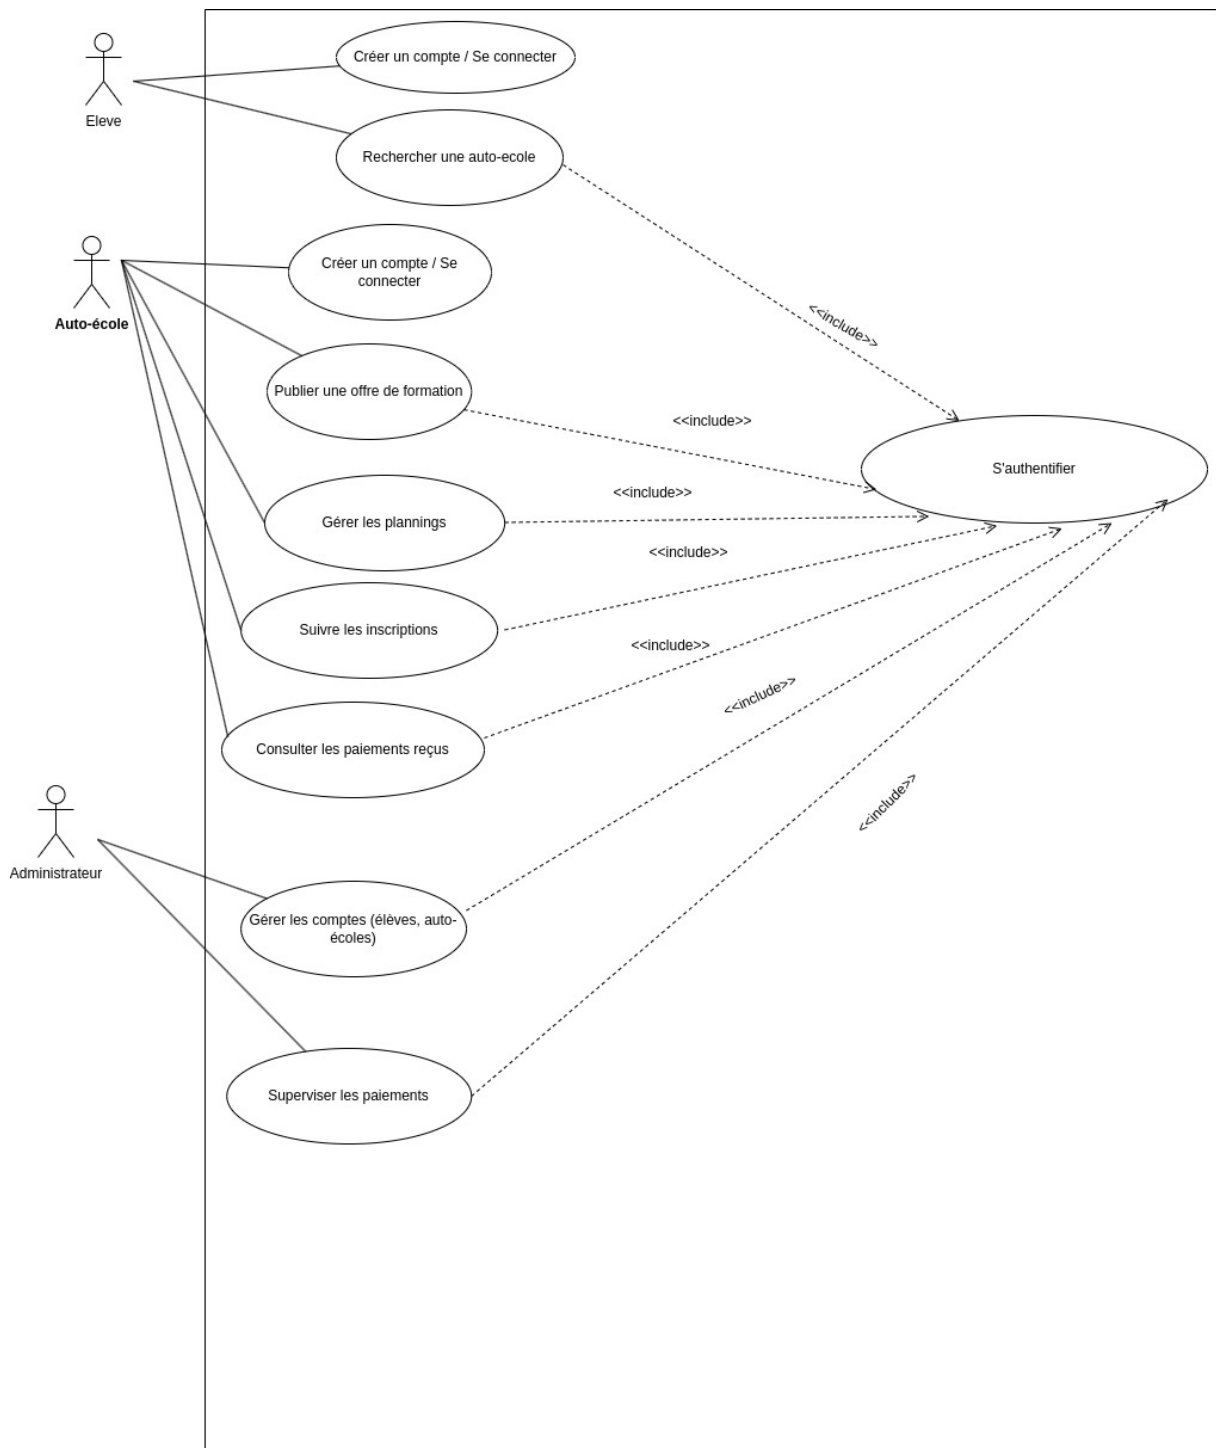 Créer un compte / Se connecter
Eleve
Rechercher une auto-ecole
Créer un compte / Se
connecter
Auto-école
<<include>>
Publier une offre de formation
<<include>>
S'authentifier
<<include>>
Gérer les plannings
<<include>>
Suivre les inscriptions
<<include>>
<<include>>
Consulter les paiements reçus
<<include>>
Administrateur
Gérer les comptes (élèves, auto-
écoles)
Superviser les paiements